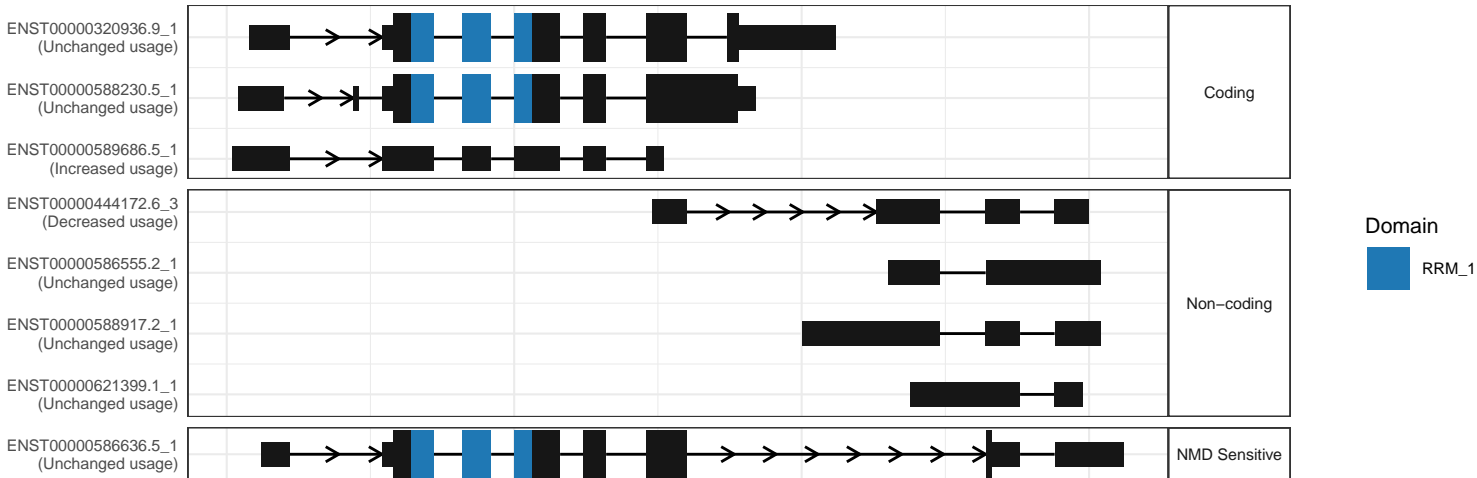 ENST00000320936.9_1
(Unchanged usage)
ENST00000588230.5_1
(Unchanged usage)
ENST00000589686.5_1
(Increased usage)
Coding
ENST00000444172.6_3
(Decreased usage)
ENST00000586555.2_1
(Unchanged usage)
ENST00000588917.2_1
(Unchanged usage)
ENST00000621399.1_1
(Unchanged usage)
Non−coding
ENST00000586636.5_1
(Unchanged usage)
NMD Sensitive
Domain
RRM_1